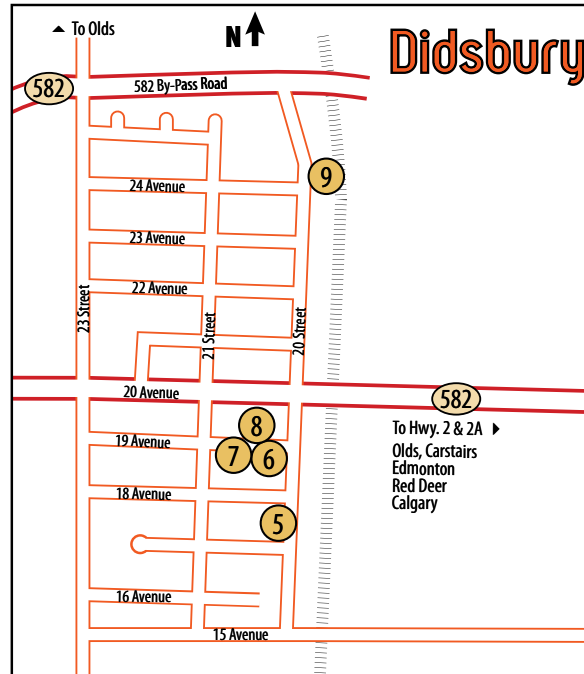 To Olds
N
Didsbury
582
582 By-Pass Road
9
24 Avenue
23 Avenue
22 Avenue
23 Street
21 Street
20 Street
20 Avenue
582
8
To Hwy. 2 & 2A
19 Avenue
7
6
Olds, Carstairs
Edmonton
Red Deer
Calgary
18 Avenue
5
16 Avenue
15 Avenue